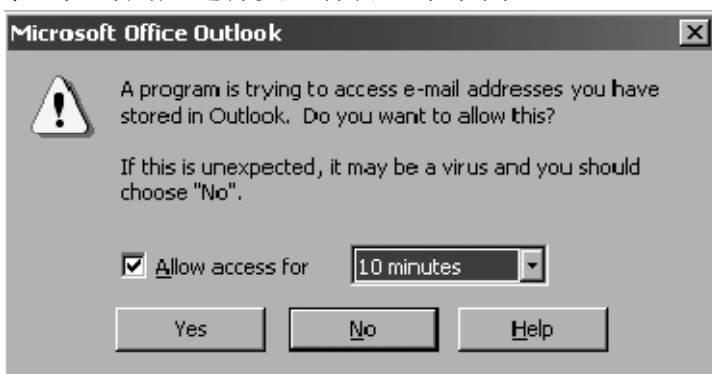 Microsoft Office Outlook
A program is trying to access e-mail addresses you have
stored in Outlook. Do you want to allow this?
If this is unexpected, it may be a virus and you should
choose "No".
Allow access for 10 minutes
Yes No Help